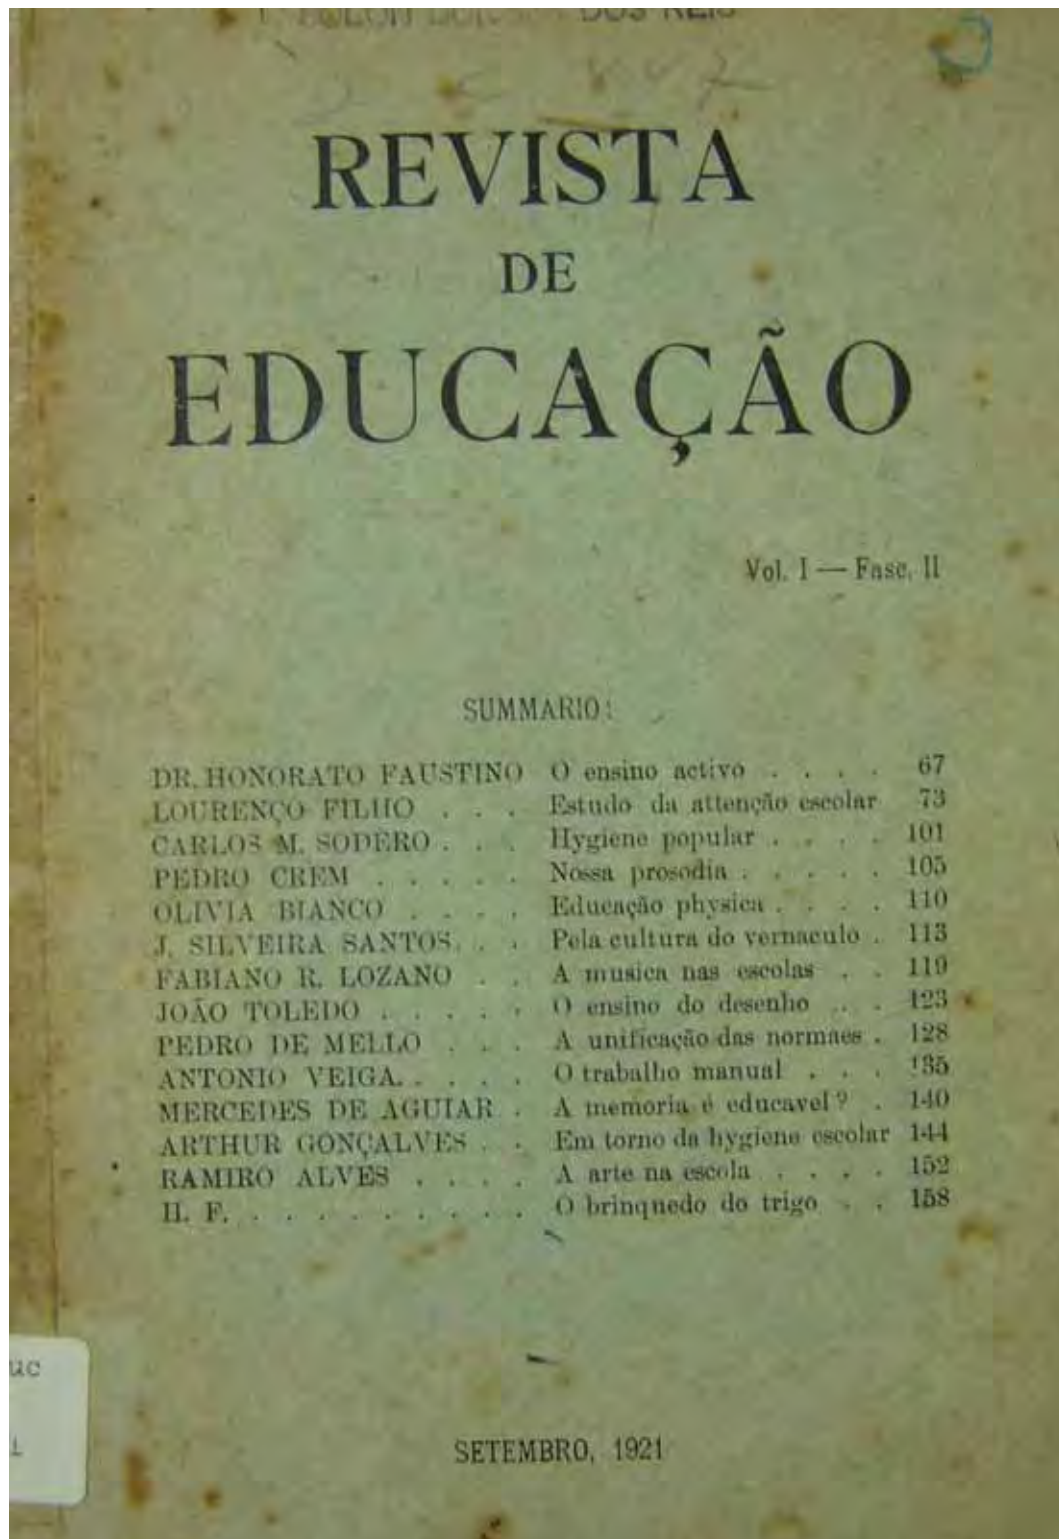 DOS REIS
REVISTA
DE
EDUCAÇÃO
Vol. I — Fasc. II
SUMMARIO:
DR. HONORATO FAUSTINO O ensino activo . . . . 67
LOURENÇO FILHO . . . Estudo da attenção escolar 73
CARLOS M. SODERO . . . Hygiene popular . . . . 101
PEDRO CREM . . . . . Nossa prosodia . . . . . 105
OLIVIA BIANCO . . . . Educação physica . . . . 110
J. SILVEIRA SANTOS. . . Pela cultura do vernaculo . 113
FABIANO R. LOZANO . . A musica nas escolas . . 119
JOÃO TOLEDO . . . . . O ensino do desenho . . . 123
PEDRO DE MELLO . . . A unificação das normaes . 128
ANTONIO VEIGA. . . . . O trabalho manual . . . 135
MERCEDES DE AGUIAR . A memoria é educavel? . 140
ARTHUR GONÇALVES . . Em torno da hygiene escolar 144
RAMIRO ALVES . . . . A arte na escola . . . . 152
H. F. . . . . . . . . . O brinquedo do trigo . . 158
uc
SETEMBRO, 1921